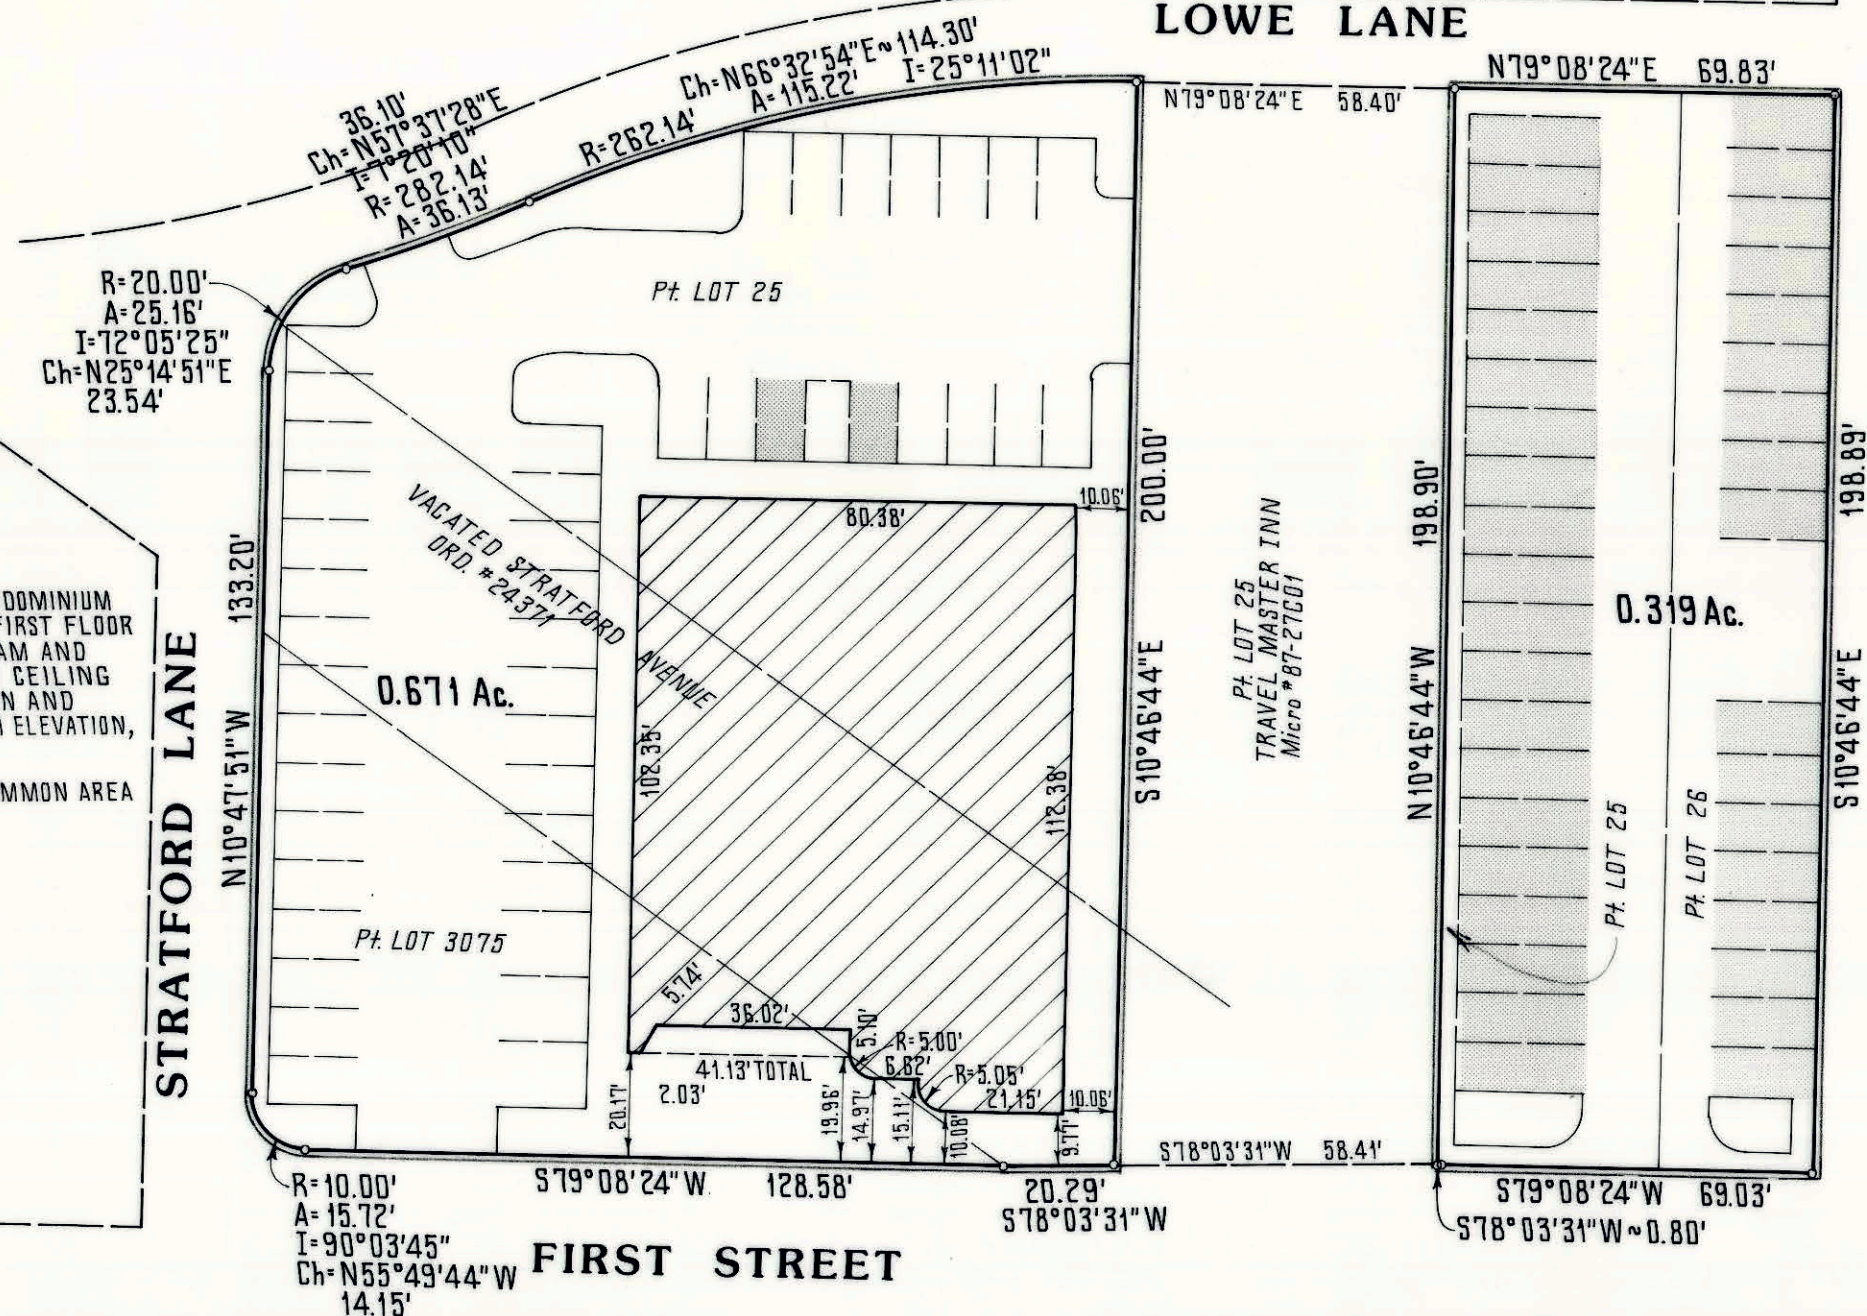 LOWE LANE
N79°08'24"E 69.83'
N79°08'24"E 58.40'
Ch=N66°32'54"E~114.30'
A=115.22' I=25°11'02"
R=262.14'
36.10'
Ch=N57°37'28"E
I=7°20'10"
R=282.14'
A=36.13'
R=20.00'
A=25.16'
I=72°05'25"
Ch=N25°14'51"E
23.54'
Pt. LOT 25
10.06'
80.38'
200.00'
S10°46'44"E
VACATED STRATFORD AVENUE
ORD. #24371
133.20'
N10°47'51"W
STRATFORD LANE
DOMINIUM
FIRST FLOOR
AM AND
CEILING
N AND
ELEVATION,
MMON AREA
0.671 Ac.
102.35'
112.38'
Pt. LOT 3075
5.74'
36.02'
5.10'
R=5.00'
6.62'
R=5.05'
41.13' TOTAL
2.03'
21.15'
10.06'
20.17'
19.96'
14.97'
15.11'
10.08'
9.77'
Pt. LOT 25
TRAVEL MASTER INN
Micro #87-27C01
198.90'
N10°46'44"W
0.319 Ac.
198.89'
S10°46'44"E
Pt. LOT 25
Pt. LOT 26
S78°03'31"W 58.41'
S79°08'24"W 128.58'
20.29'
S78°03'31"W
S79°08'24"W 69.03'
S78°03'31"W~0.80'
R=10.00'
A=15.72'
I=90°03'45"
Ch=N55°49'44"W
14.15'
FIRST STREET